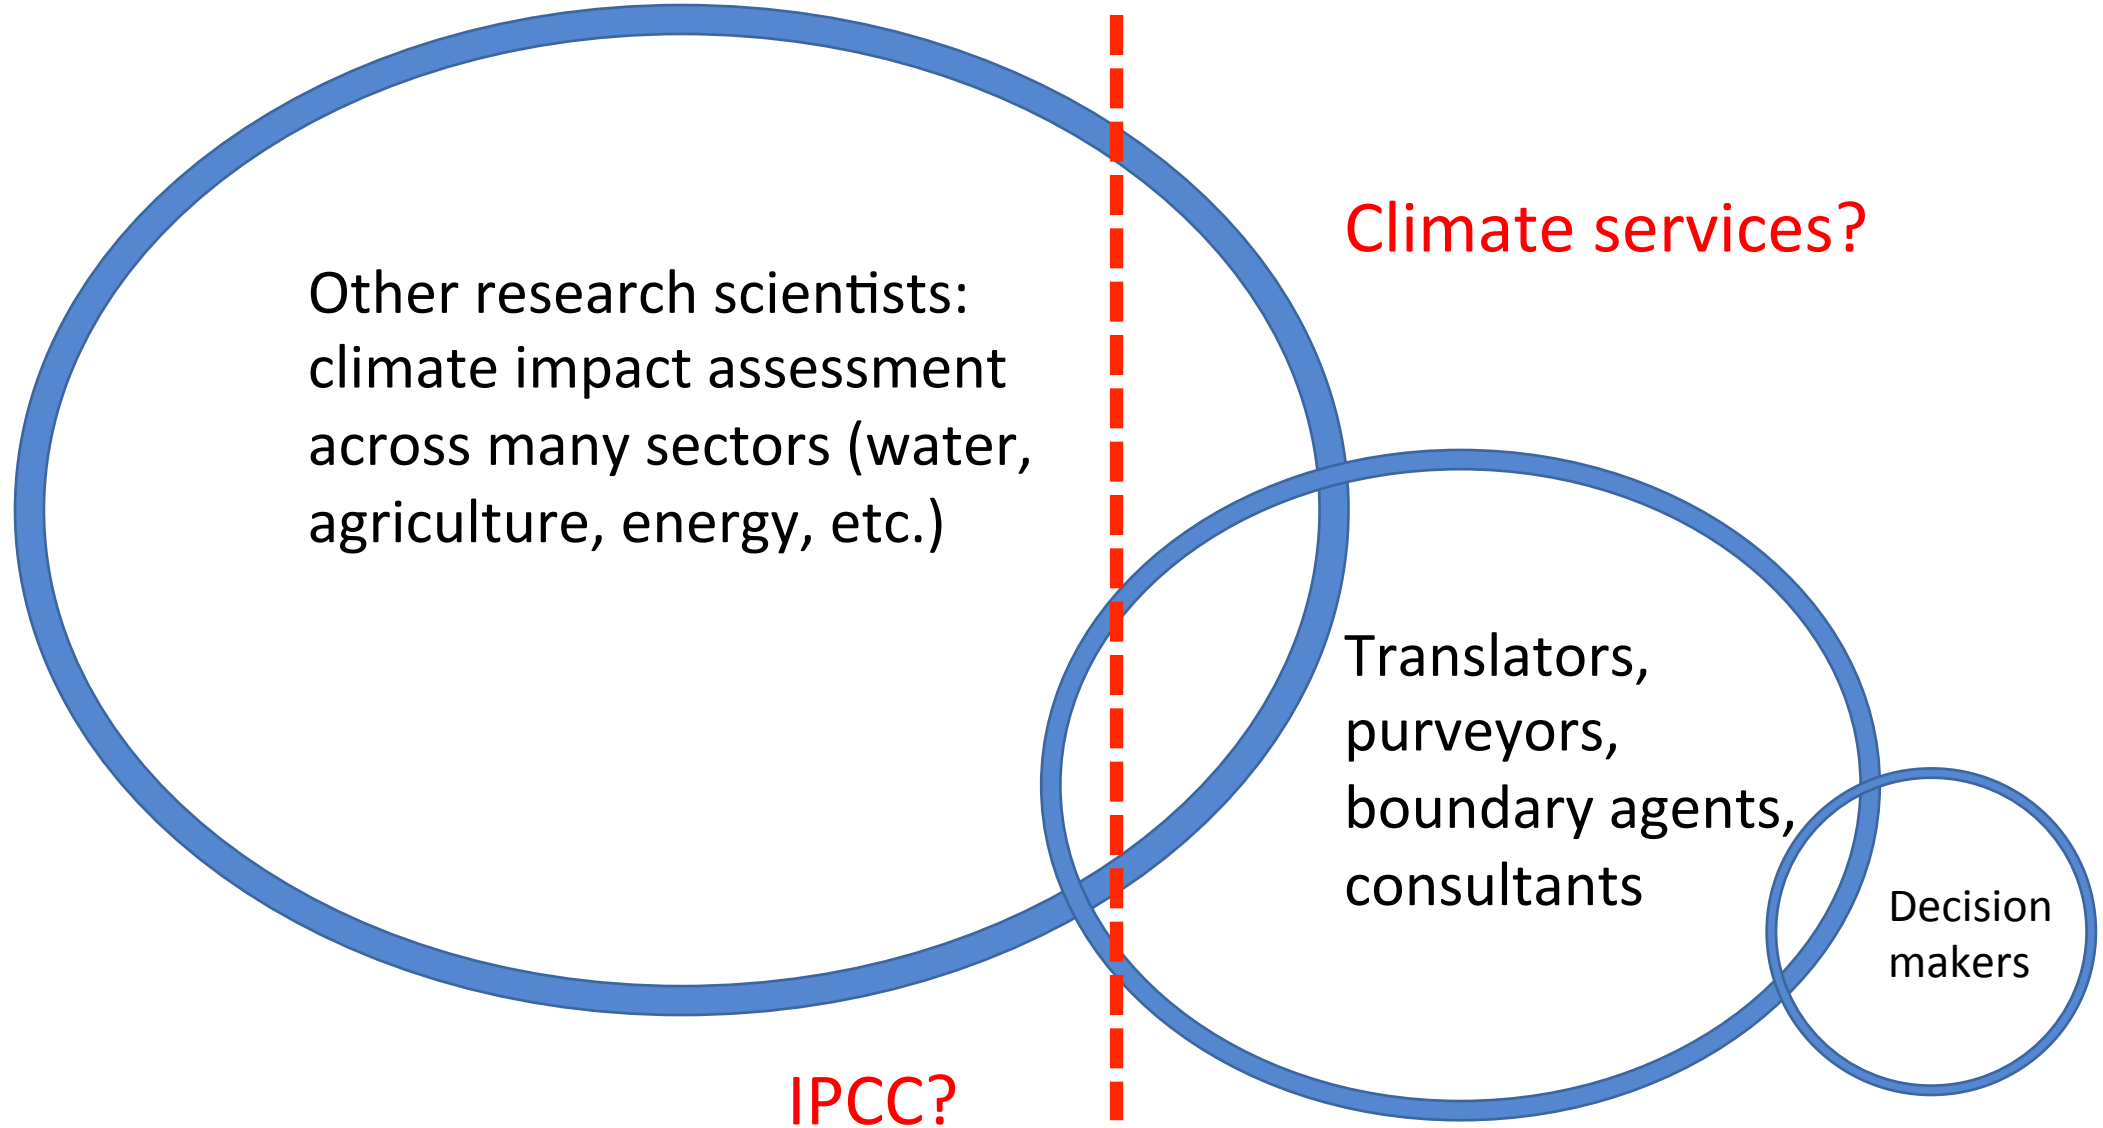 Climate services?
Other research scientists:
climate impact assessment
across many sectors (water,
agriculture, energy, etc.)
Translators,
purveyors,
boundary agents,
consultants
Decision
makers
IPCC?